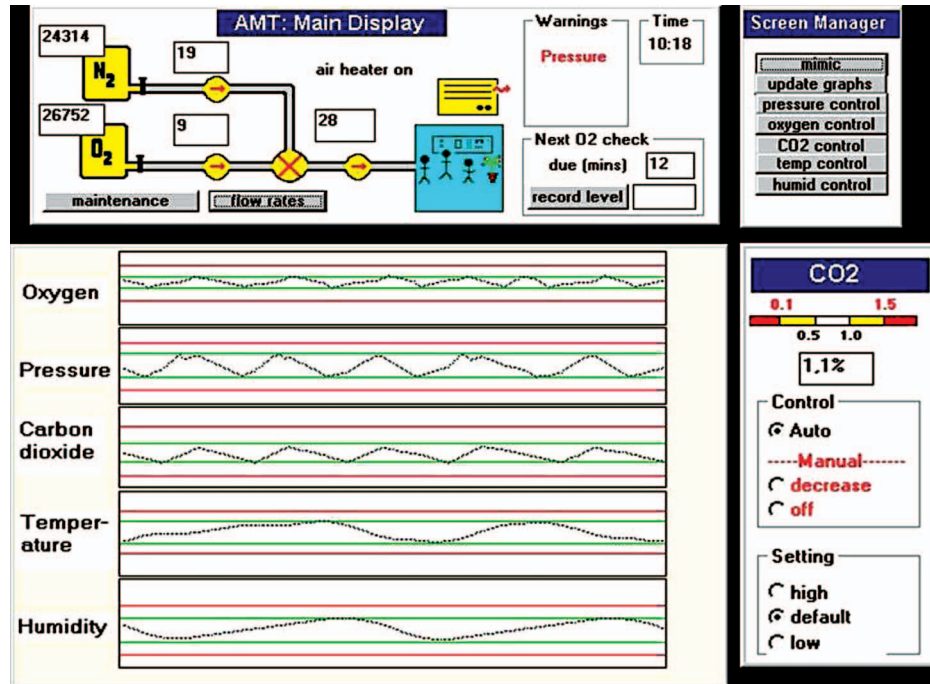 AMT: Main Display
24314
N2
19
air heater on
26752
O2
9
28
maintenance
flow rates
Warnings
Pressure
Time
10:18
Next O2 check
due (mins)
12
record level
Screen Manager
mimic
update graphs
pressure control
oxygen control
CO2 control
temp control
humid control
Oxygen
Pressure
Carbon
dioxide
Temper-
ature
Humidity
CO2
0.1 1.5
0.5 1.0
1,1%
Control
Auto
------Manual-------
decrease
off
Setting
high
default
low